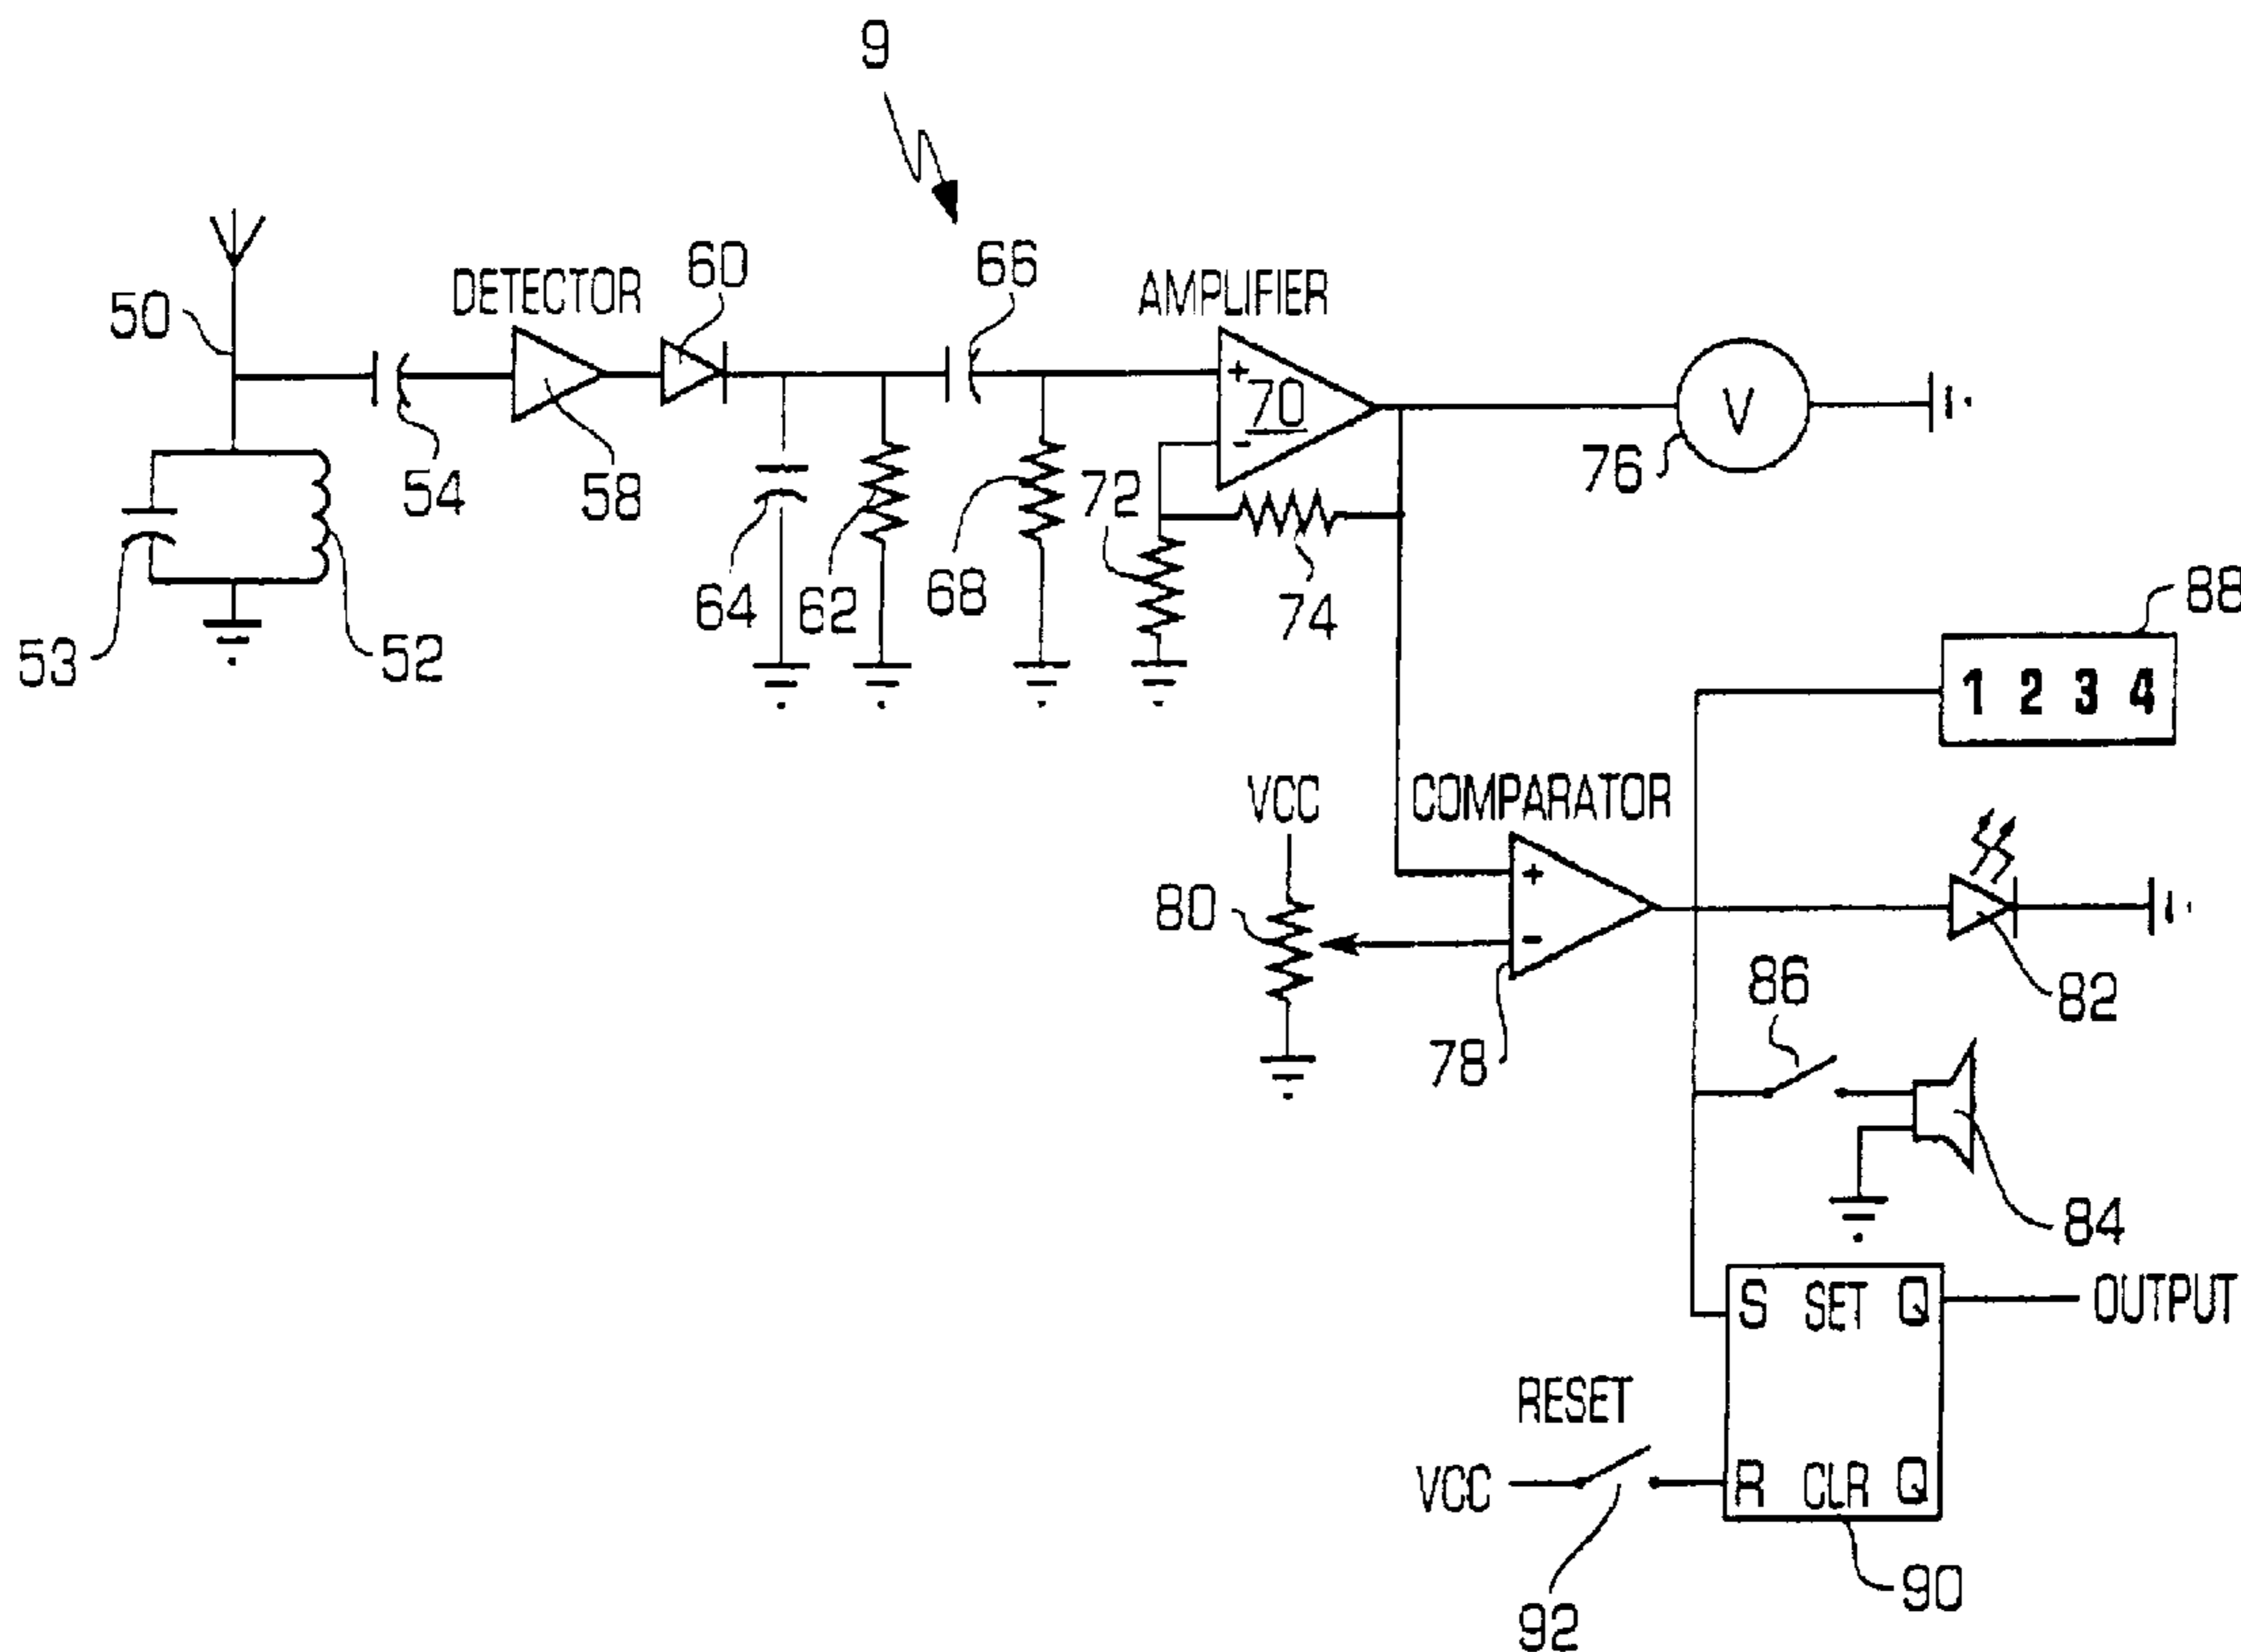 9
50
DETECTOR
60
66
AMPLIFIER
+
70
-
V
76
54
58
53
52
64
62
68
72
74
88
1 2 3 4
VCC
COMPARATOR
80
+
-
78
82
86
84
S SET Q
OUTPUT
RESET
VCC
R CLR Q
92
90